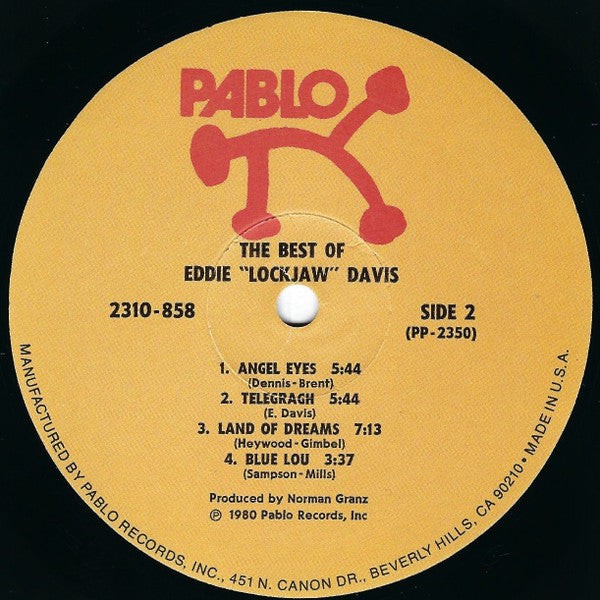 PABLO
THE BEST OF
EDDIE "LOCKJAW" DAVIS
2310-858
SIDE 2
(PP-2350)
1. ANGEL EYES 5:44
(Dennis-Brent)
2. TELEGRAGH 5:44
(E. Davis)
3. LAND OF DREAMS 7:13
(Heywood-Gimbel)
4. BLUE LOU 3:37
(Sampson-Mills)
Produced by Norman Granz
℗ 1980 Pablo Records, Inc
MANUFACTURED BY PABLO RECORDS, INC., 451 N. CANON DR., BEVERLY HILLS, CA 90210 • MADE IN U.S.A.